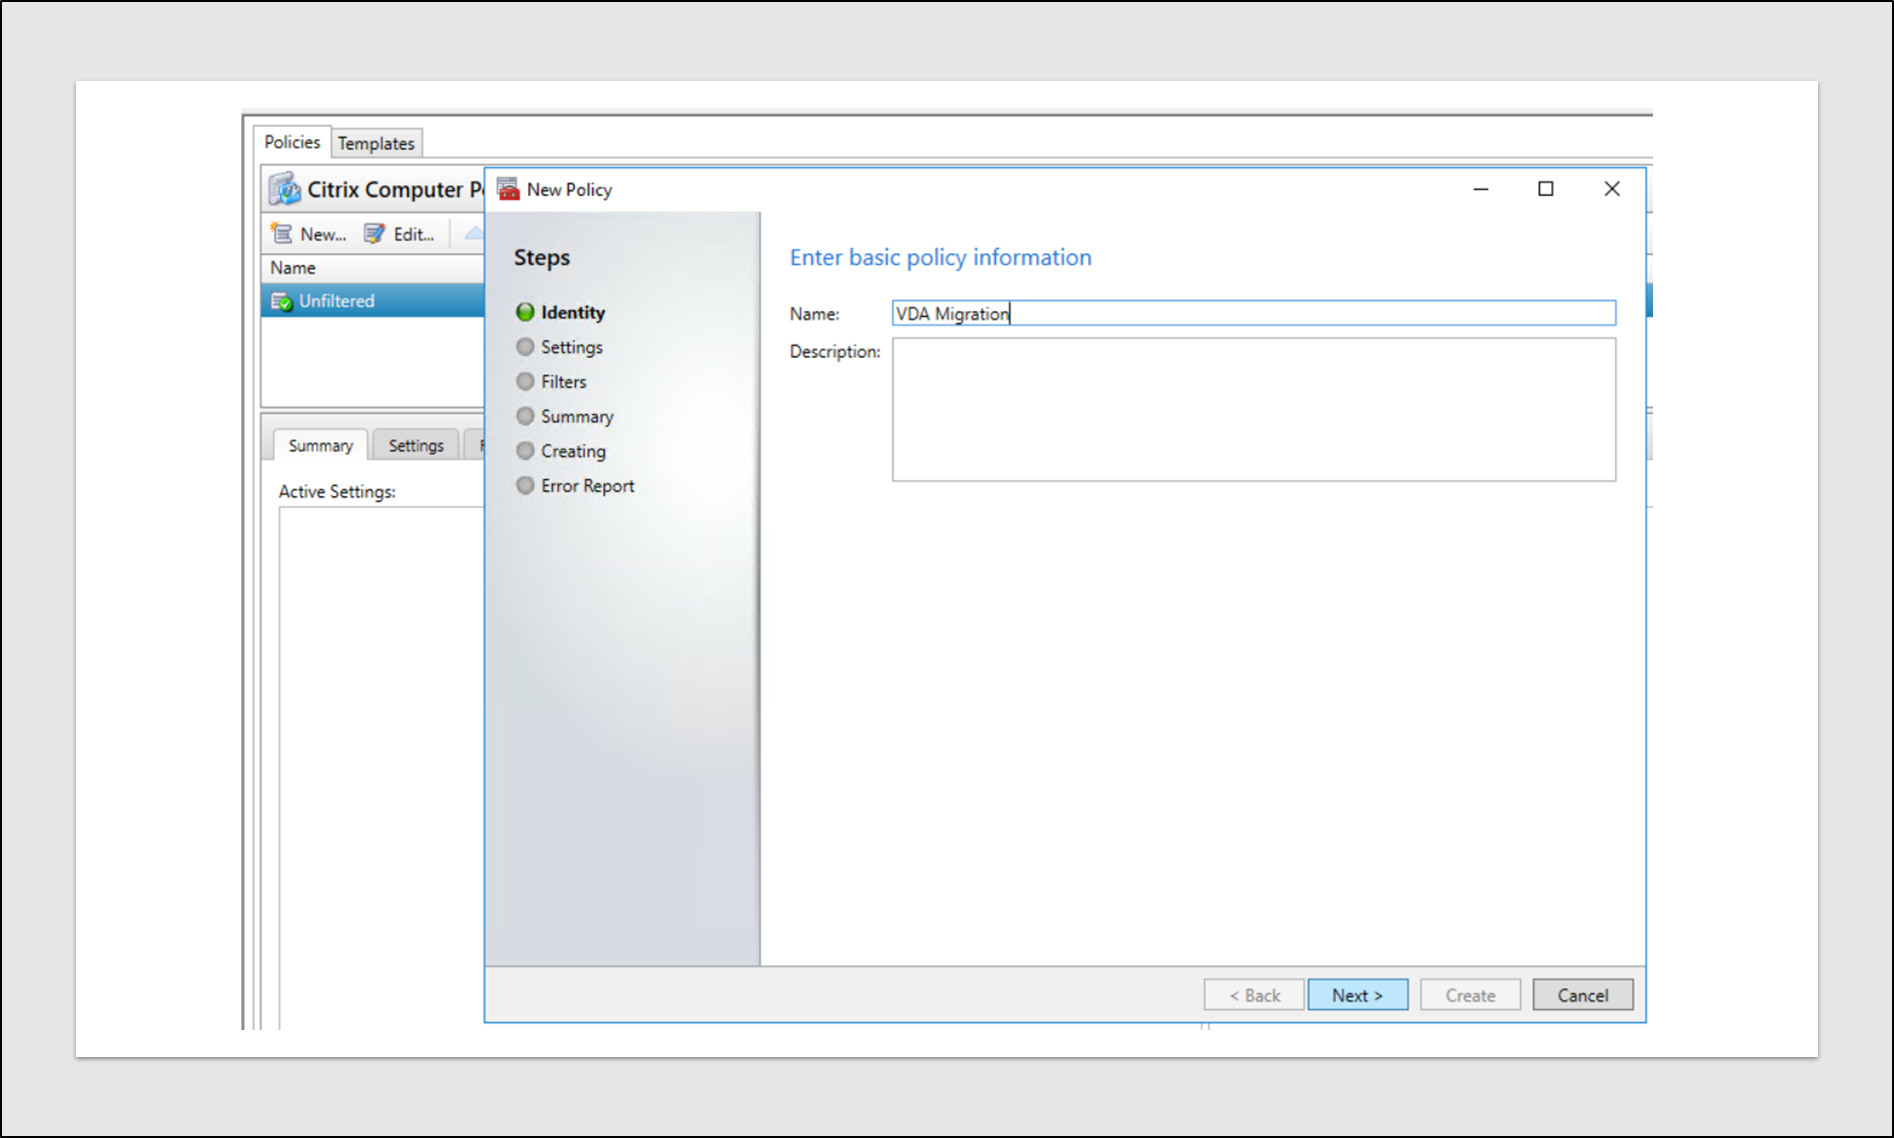 Policies
Templates
Citrix Computer P
New...
Edit...
Name
Unfiltered
Summary
Settings
Active Settings:
New Policy
Steps
Identity
Settings
Filters
Summary
Creating
Error Report
Enter basic policy information
Name:
VDA Migration
Description:
< Back
Next >
Create
Cancel